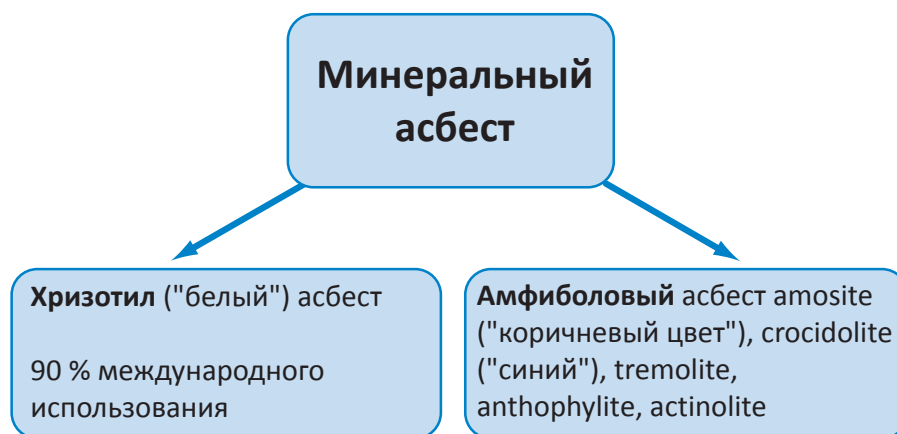 Минеральный
асбест
Хризотил ("белый") асбест
90 % международного
использования
Амфиболовый асбест amosite
("коричневый цвет"), crocidolite
("синий"), tremolite,
anthophylite, actinolite